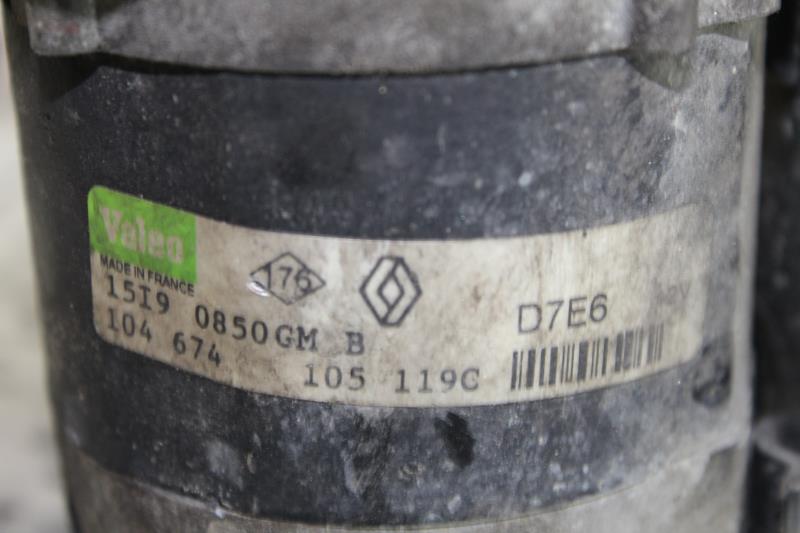 Valeo
MADE IN FRANCE
176
15I9 0850GM B
D7E6
104 674
105 119C